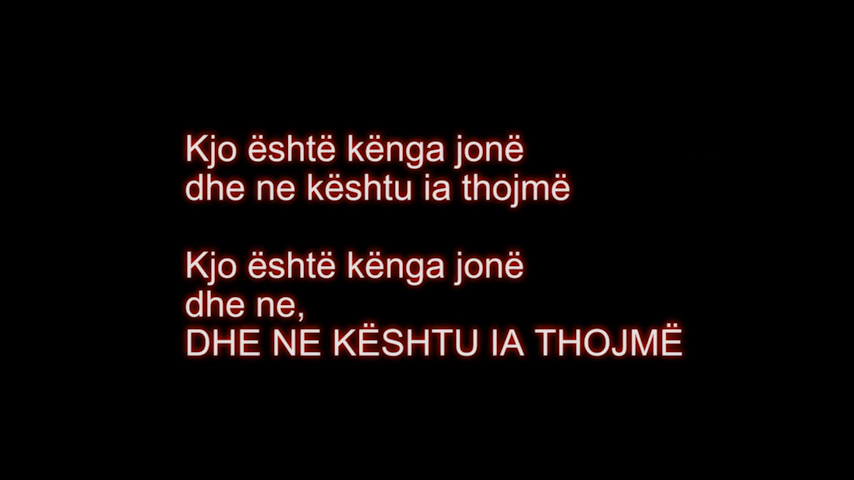 Kjo është kënga jonë
dhe ne kështu ia thojmë
Kjo është kënga jonë
dhe ne,
DHE NE KËSHTU IA THOJMË